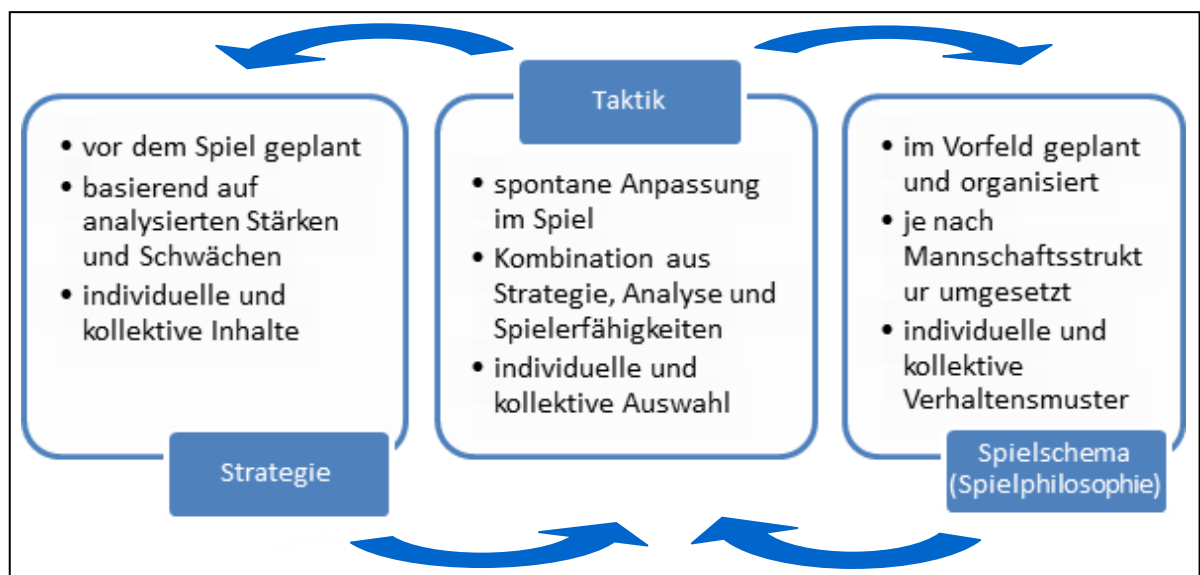 • vor dem Spiel geplant
• basierend auf
analysierten Stärken
und Schwächen
• individuelle und
kollektive Inhalte
Strategie
Taktik
• spontane Anpassung
im Spiel
• Kombination aus
Strategie, Analyse und
Spielerfähigkeiten
• individuelle und
kollektive Auswahl
• im Vorfeld geplant
und organisiert
• je nach
Mannschaftsstrukt
ur umgesetzt
• individuelle und
kollektive
Verhaltensmuster
Spielschema
(Spielphilosophie)